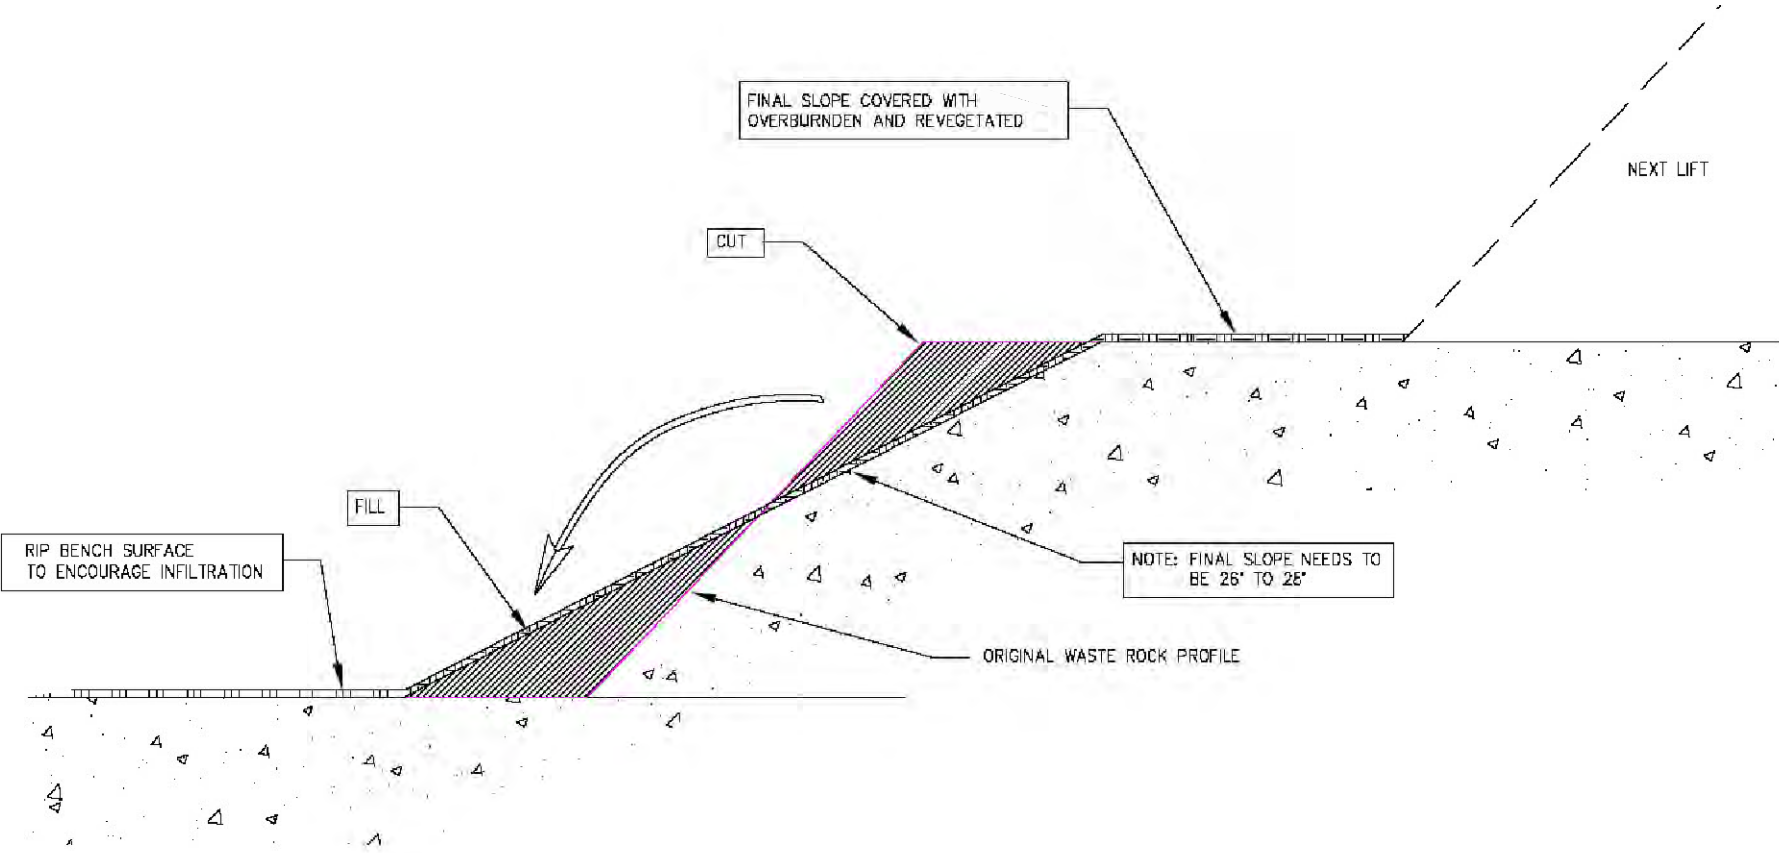 FINAL SLOPE COVERED WITH
OVERBURNDEN AND REVEGETATED
NEXT LIFT
CUT
FILL
RIP BENCH SURFACE
TO ENCOURAGE INFILTRATION
NOTE: FINAL SLOPE NEEDS TO
BE 26° TO 28°
ORIGINAL WASTE ROCK PROFILE